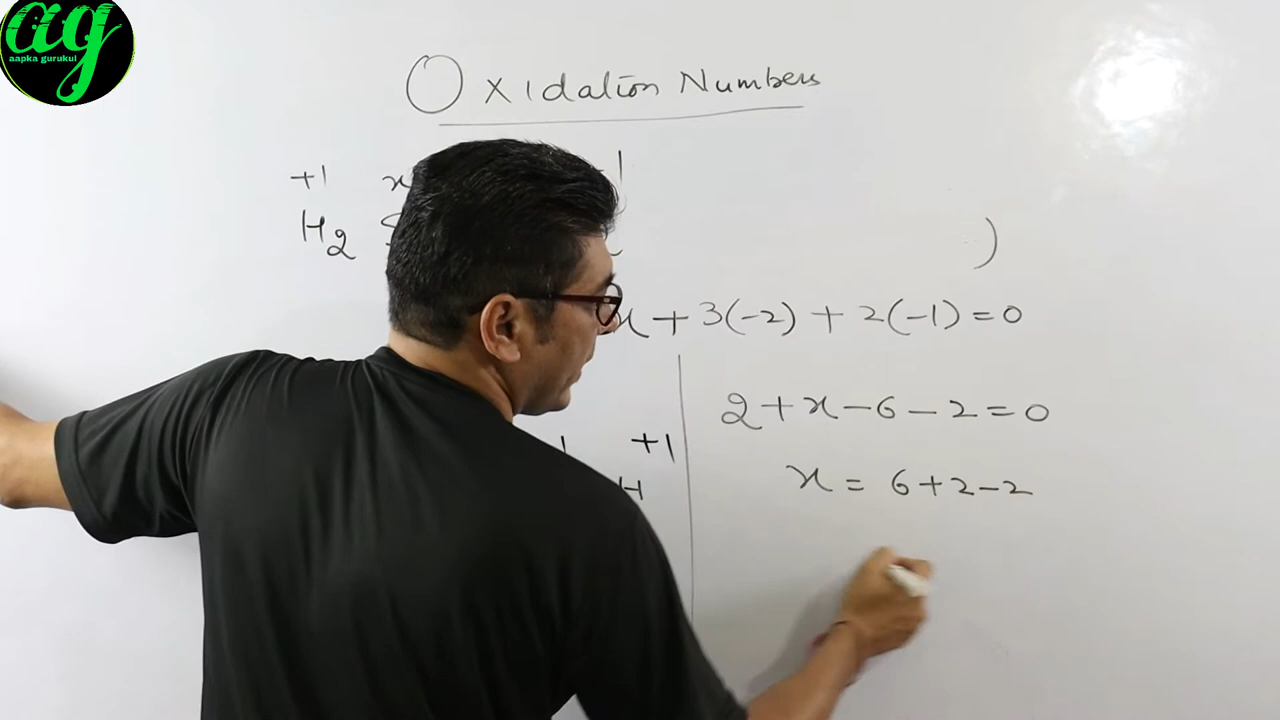 ag
aapka gurukul
Oxidation Numbers
+1 x
H2
)
x + 3(-2) + 2(-1) = 0
2 + x - 6 - 2 = 0
+1
H
x = 6 + 2 - 2